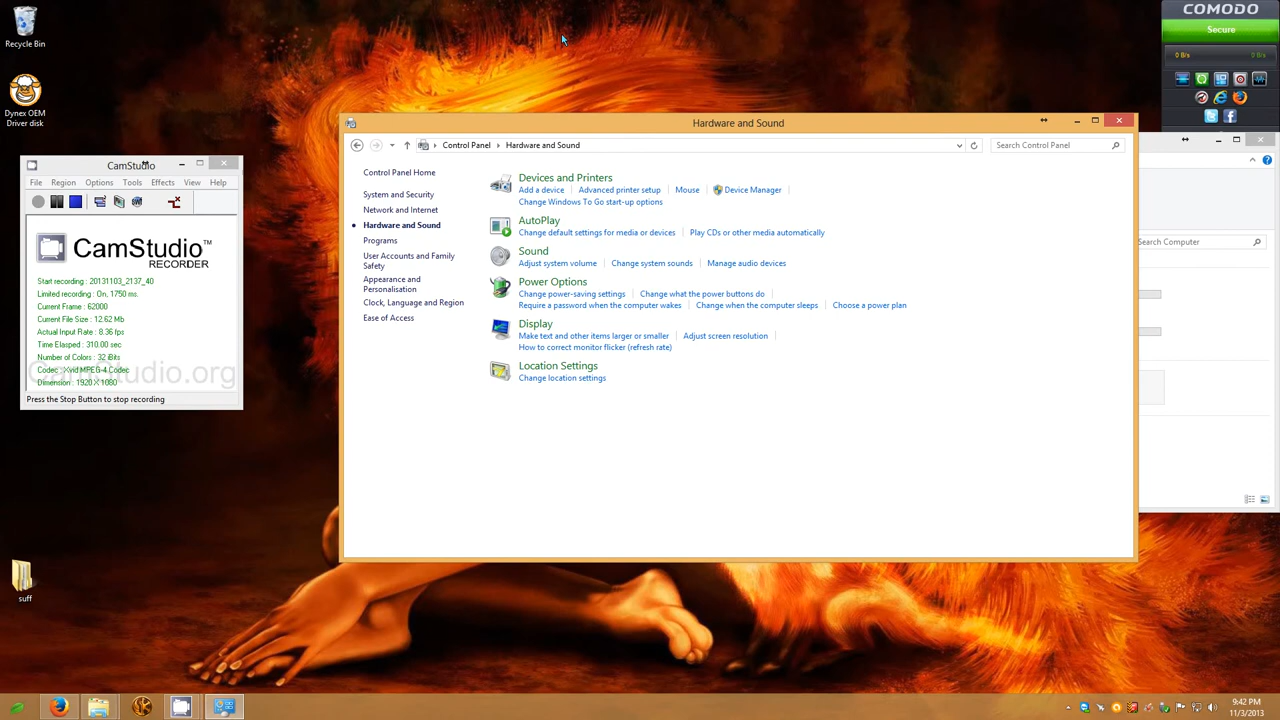 Recycle Bin
Dynex OEM
Driver disk
CamStudio
File Region Options Tools Effects View Help
CamStudio™
RECORDER
Start recording : 20131103_2137_40
Limited recording : On, 1750 ms.
Current Frame : 62000
Current File Size : 12.62 Mb
Actual Input Rate : 8.36 fps
Time Elasped : 310.00 sec
Number of Colors : 32 Bits
Codec : Xvid MPEG-4 Codec
CamStudio.org
Dimension : 1920 X 1080
Press the Stop Button to stop recording
suff
Hardware and Sound
Control Panel Hardware and Sound
Search Control Panel
Control Panel Home
System and Security
Network and Internet
Hardware and Sound
Programs
User Accounts and Family
Safety
Appearance and
Personalisation
Clock, Language and Region
Ease of Access
Devices and Printers
Add a device Advanced printer setup Mouse Device Manager
Change Windows To Go start-up options
AutoPlay
Change default settings for media or devices Play CDs or other media automatically
Sound
Adjust system volume Change system sounds Manage audio devices
Power Options
Change power-saving settings Change what the power buttons do
Require a password when the computer wakes Change when the computer sleeps Choose a power plan
Display
Make text and other items larger or smaller Adjust screen resolution
How to correct monitor flicker (refresh rate)
Location Settings
Change location settings
COMODO
Secure
0 B/s 0 B/s
Search Computer
9:42 PM
11/3/2013